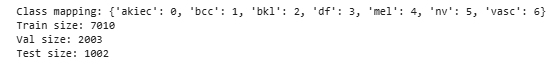 Class mapping: {'akiec': 0, 'bcc': 1, 'bkl': 2, 'df': 3, 'mel': 4, 'nv': 5, 'vasc': 6}
Train size: 7010
Val size: 2003
Test size: 1002